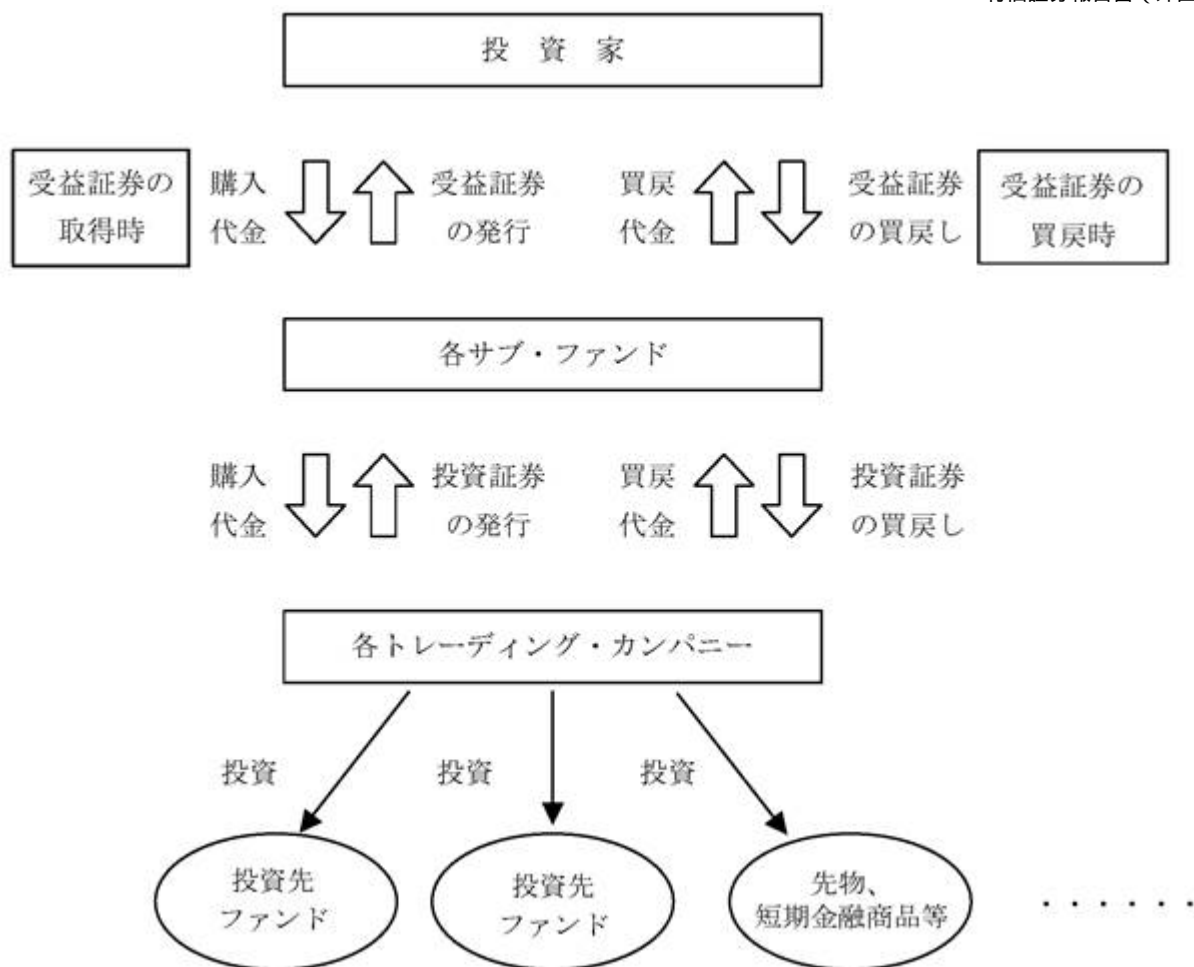 投資家
受益証券の
取得時
購入
代金
受益証券
の発行
買戻
代金
受益証券
の買戻し
受益証券の
買戻時
各サブ・ファンド
購入
代金
投資証券
の発行
買戻
代金
投資証券
の買戻し
各トレーディング・カンパニー
投資
投資
投資
投資先
ファンド
投資先
ファンド
先物、
短期金融商品等
・・・・・・